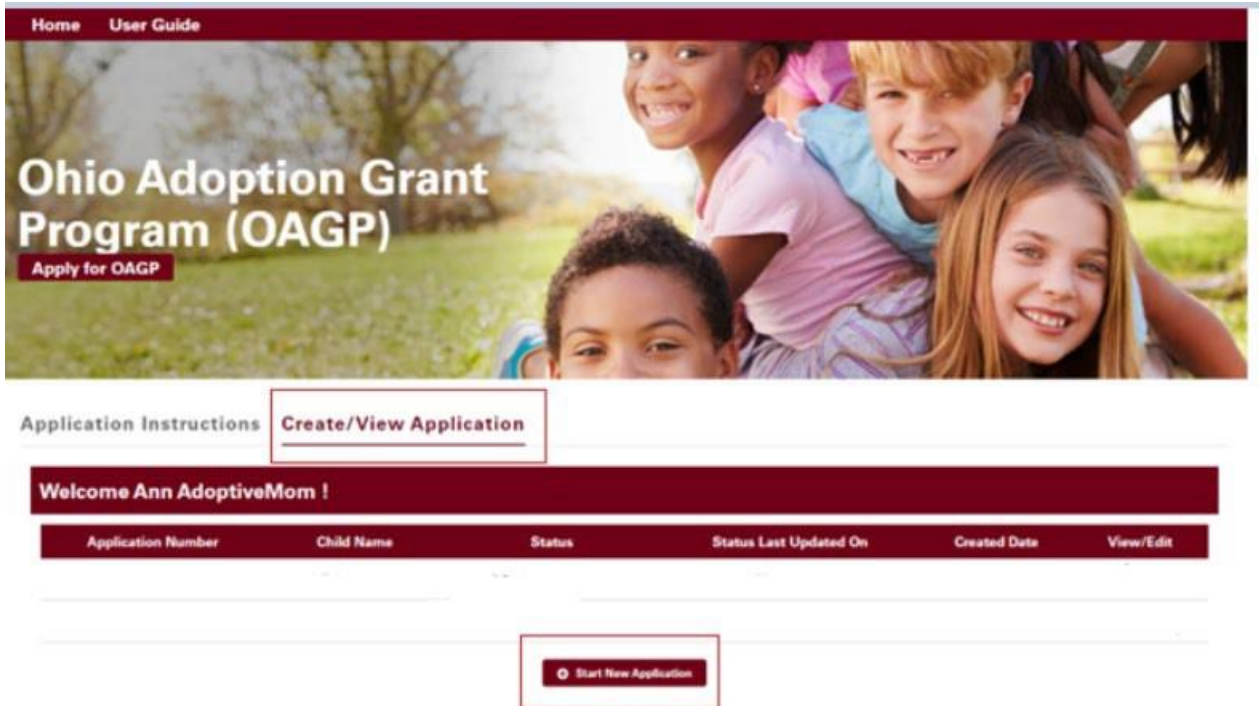 Home User Guide
Ohio Adoption Grant
Program (OAGP)
Apply for OAGP
Application Instructions Create/View Application
Welcome Ann AdoptiveMom !
Application Number Child Name Status Status Last Updated On Created Date View/Edit
Start New Application